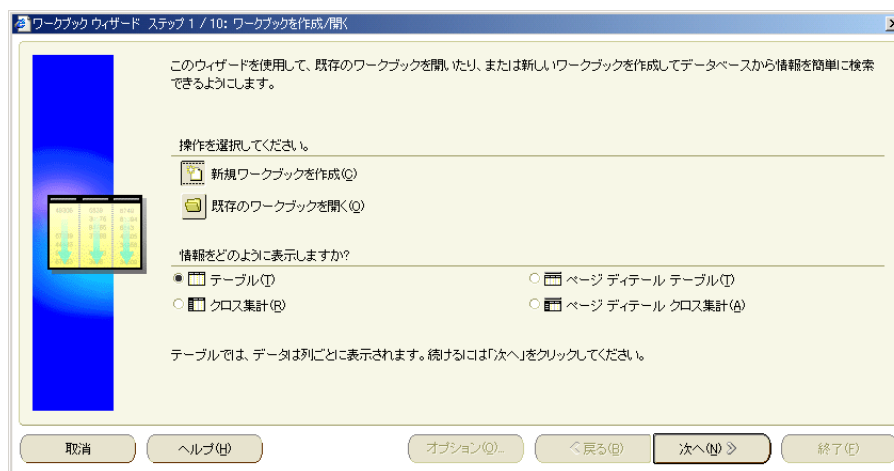 ワークブック ウィザード ステップ 1 / 10: ワークブックを作成/開く
このウィザードを使用して、既存のワークブックを開いたり、または新しいワークブックを作成してデータベースから情報を簡単に検索
できるようにします。
操作を選択してください。
新規ワークブックを作成(C)
既存のワークブックを開く(O)
情報をどのように表示しますか?
テーブル(T)
ページ ディテール テーブル(T)
クロス集計(R)
ページ ディテール クロス集計(A)
テーブルでは、データは列ごとに表示されます。続けるには「次へ」をクリックしてください。
取消
ヘルプ(H)
オプション(O)...
戻る(B)
次へ(N)
終了(F)